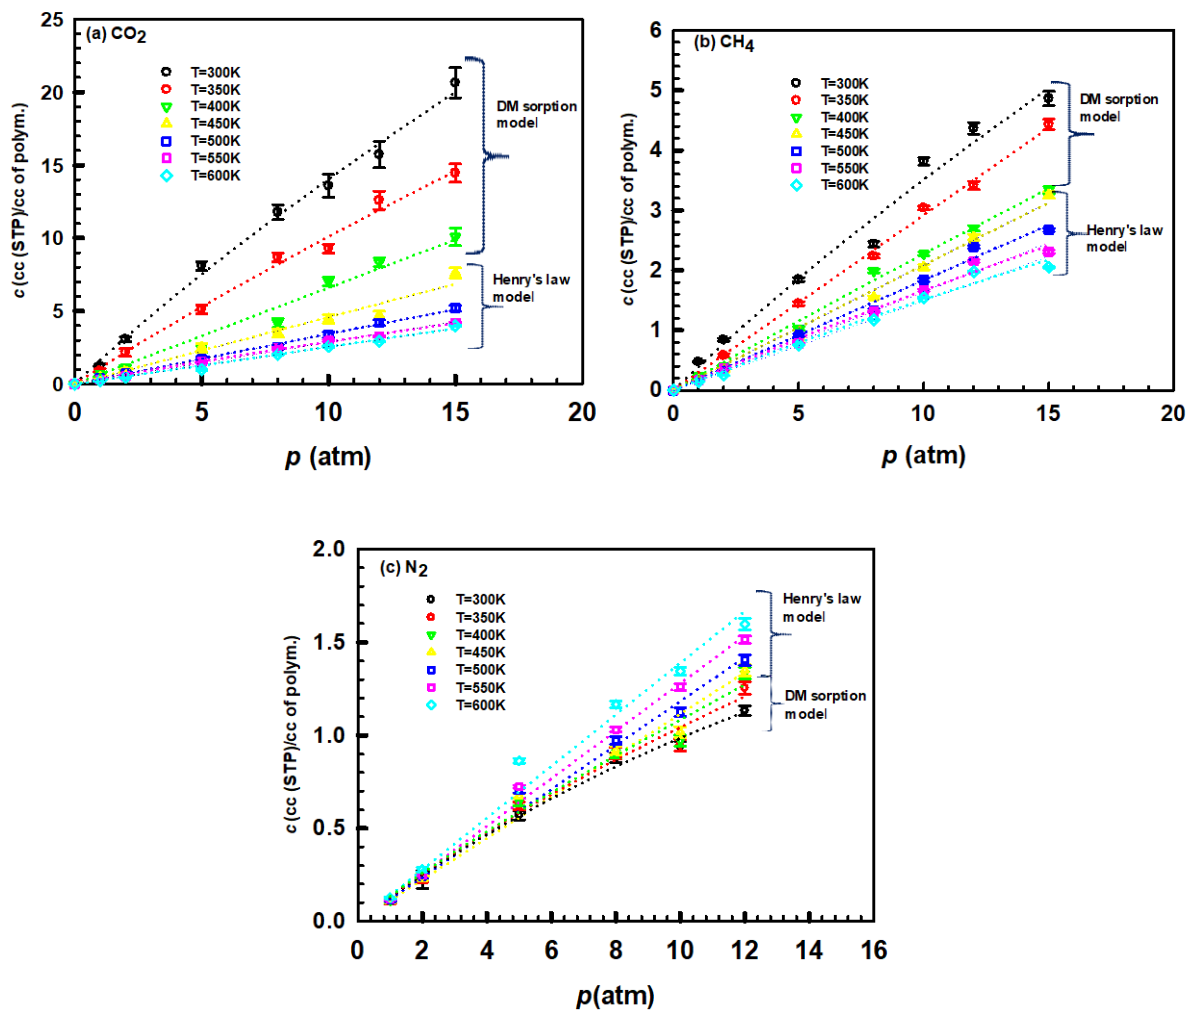 (a) CO2
T=300K
T=350K
T=400K
T=450K
T=500K
T=550K
T=600K
DM sorption
model
Henry's law
model
c (cc (STP)/cc of polym.)
25
20
15
10
5
0
0 5 10 15 20
p (atm)
(b) CH4
T=300K
T=350K
T=400K
T=450K
T=500K
T=550K
T=600K
DM sorption
model
Henry's law
model
c (cc (STP)/cc of polym.)
6
5
4
3
2
1
0
0 5 10 15 20
p (atm)
(c) N2
T=300K
T=350K
T=400K
T=450K
T=500K
T=550K
T=600K
Henry's law
model
DM sorption
model
c (cc (STP)/cc of polym.)
2.0
1.5
1.0
0.5
0.0
0 2 4 6 8 10 12 14 16
p(atm)